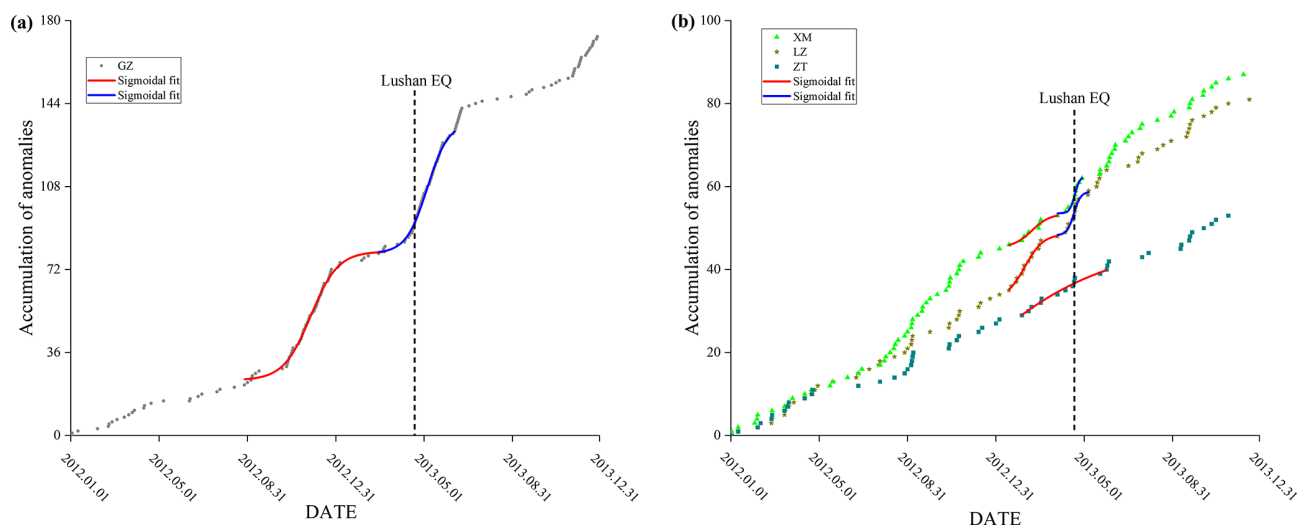 (a)
180
144
108
72
36
0
Accumulation of anomalies
GZ
Sigmoidal fit
Sigmoidal fit
Lushan EQ
2012.01.01
2012.05.01
2012.08.31
2012.12.31
2013.05.01
2013.08.31
2013.12.31
DATE
(b)
100
80
60
40
20
0
Accumulation of anomalies
XM
LZ
ZT
Sigmoidal fit
Sigmoidal fit
Lushan EQ
2012.01.01
2012.05.01
2012.08.31
2012.12.31
2013.05.01
2013.08.31
2013.12.31
DATE